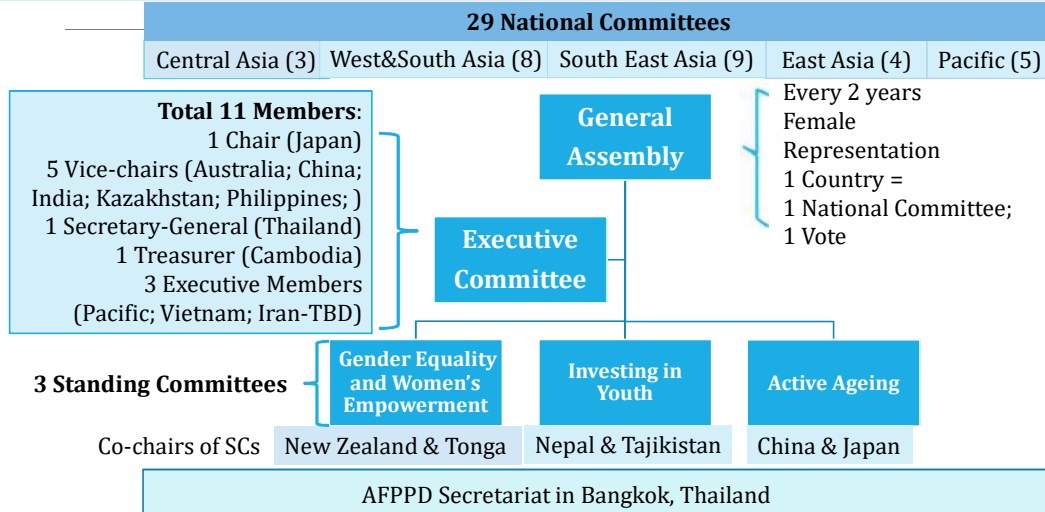 29 National Committees
Central Asia (3) West&South Asia (8) South East Asia (9) East Asia (4) Pacific (5)
Total 11 Members:
1 Chair (Japan)
5 Vice-chairs (Australia; China;
India; Kazakhstan; Philippines; )
1 Secretary-General (Thailand)
1 Treasurer (Cambodia)
3 Executive Members
(Pacific; Vietnam; Iran-TBD)
General
Assembly
Every 2 years
Female
Representation
1 Country =
1 National Committee;
1 Vote
Executive
Committee
3 Standing Committees
Gender Equality
and Women's
Empowerment
Investing in
Youth
Active Ageing
Co-chairs of SCs New Zealand & Tonga Nepal & Tajikistan China & Japan
AFPPD Secretariat in Bangkok, Thailand